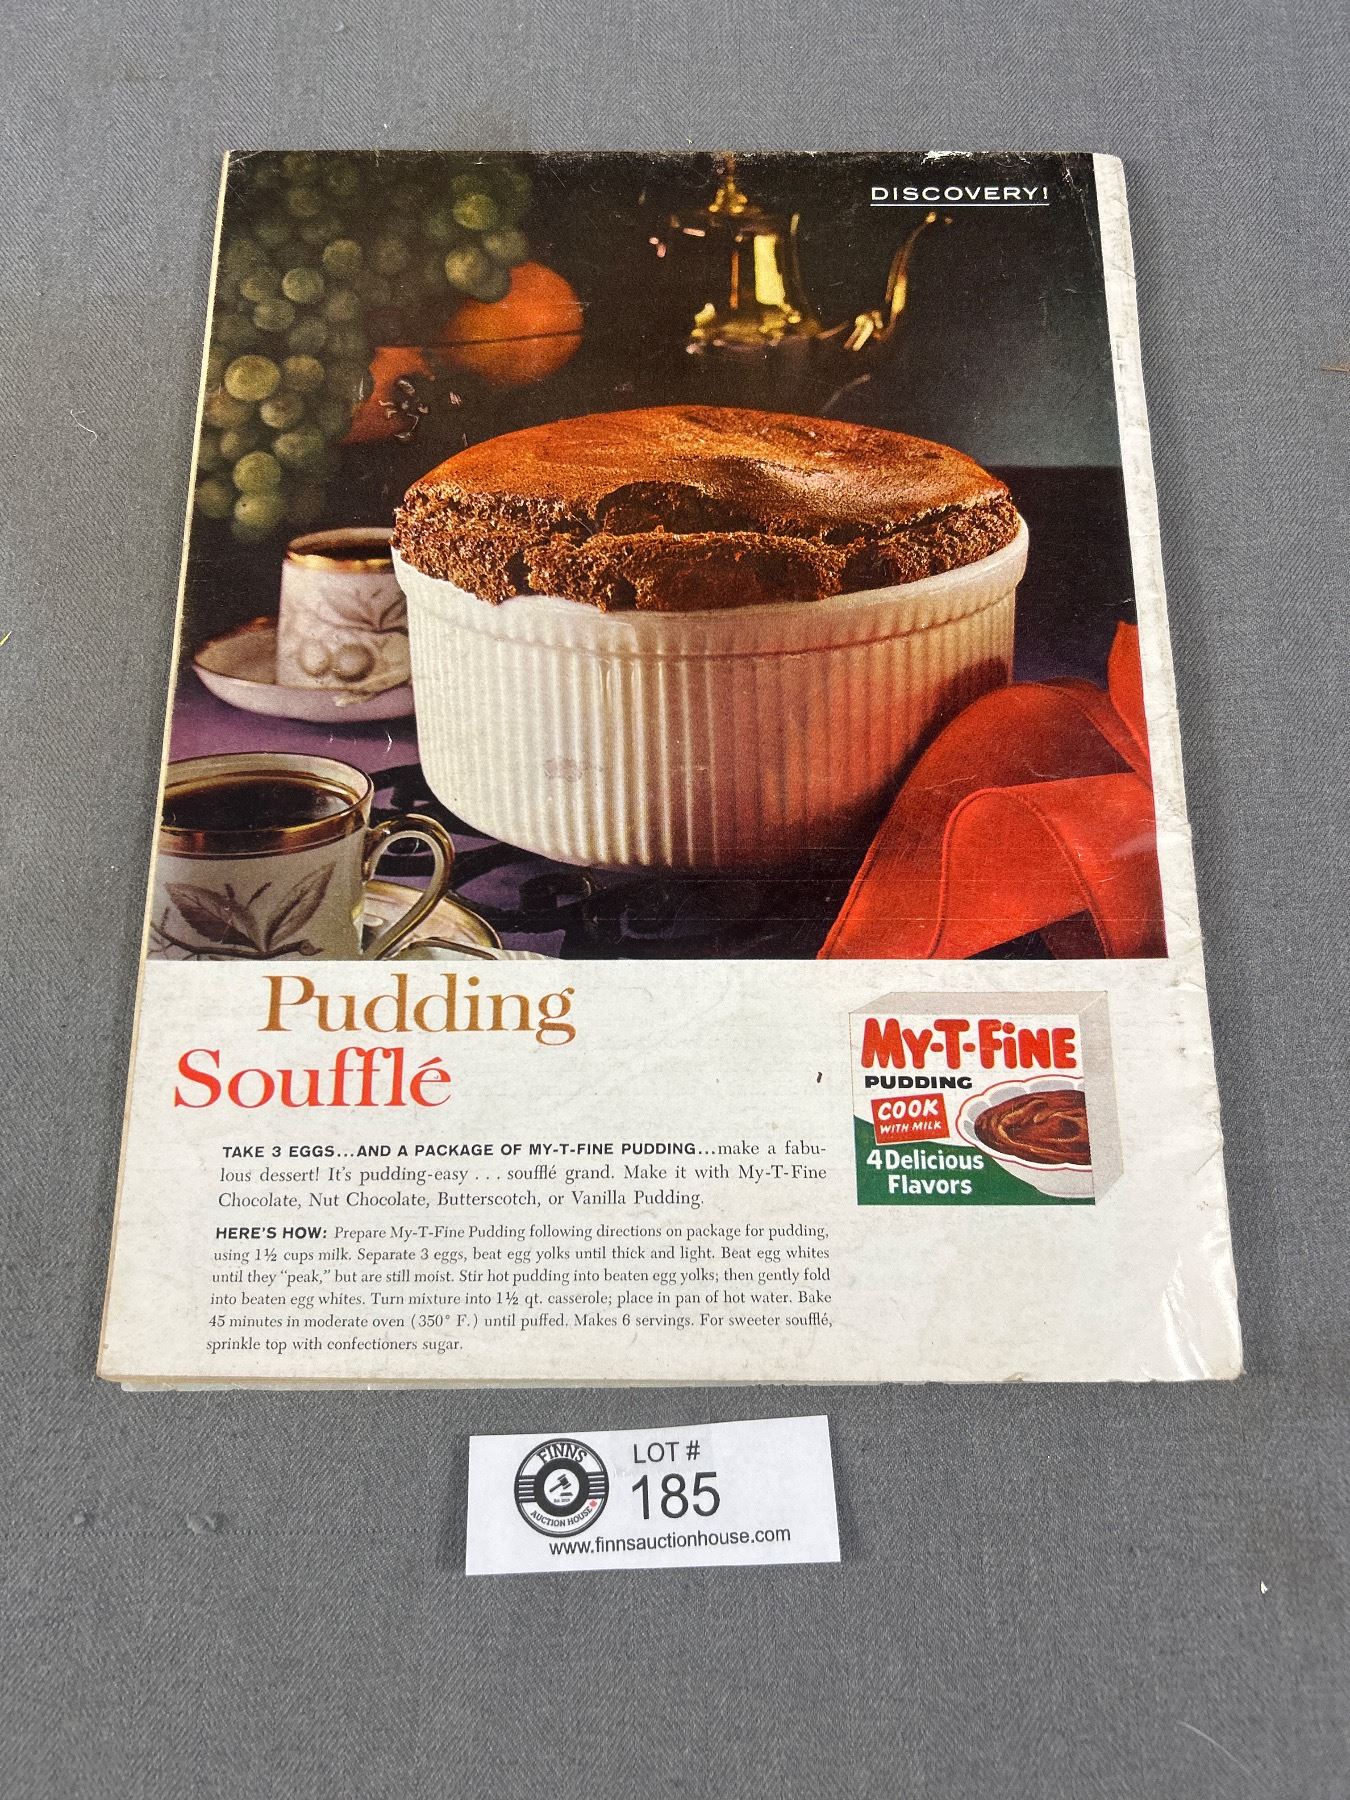 DISCOVERY!
Pudding
Soufflé
TAKE 3 EGGS...AND A PACKAGE OF MY-T-FINE PUDDING...make a fabu-
lous dessert! It's pudding-easy . . . soufflé grand. Make it with My-T-Fine
Chocolate, Nut Chocolate, Butterscotch, or Vanilla Pudding.
HERE'S HOW: Prepare My-T-Fine Pudding following directions on package for pudding,
using 1½ cups milk. Separate 3 eggs, beat egg yolks until thick and light. Beat egg whites
until they "peak," but are still moist. Stir hot pudding into beaten egg yolks; then gently fold
into beaten egg whites. Turn mixture into 1½ qt. casserole; place in pan of hot water. Bake
45 minutes in moderate oven (350° F.) until puffed. Makes 6 servings. For sweeter soufflé,
sprinkle top with confectioners sugar.
MY-T-FiNE
PUDDING
COOK
WITH MILK
4 Delicious
Flavors
FINNS
AUCTION HOUSE
LOT #
185
www.finnsauctionhouse.com